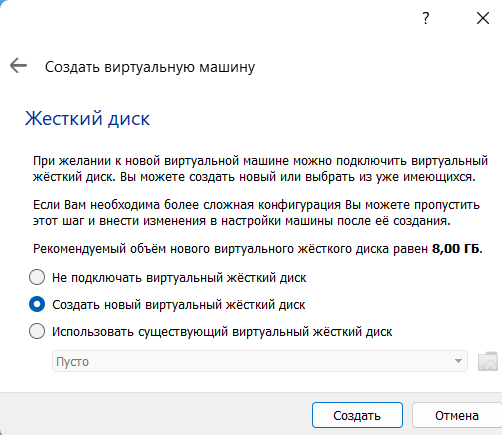 ?
Создать виртуальную машину
Жесткий диск
При желании к новой виртуальной машине можно подключить виртуальный
жёсткий диск. Вы можете создать новый или выбрать из уже имеющихся.
Если Вам необходима более сложная конфигурация Вы можете пропустить
этот шаг и внести изменения в настройки машины после её создания.
Рекомендуемый объём нового виртуального жёсткого диска равен 8,00 ГБ.
Не подключать виртуальный жёсткий диск
Создать новый виртуальный жёсткий диск
Использовать существующий виртуальный жёсткий диск
Пусто
Создать Отмена